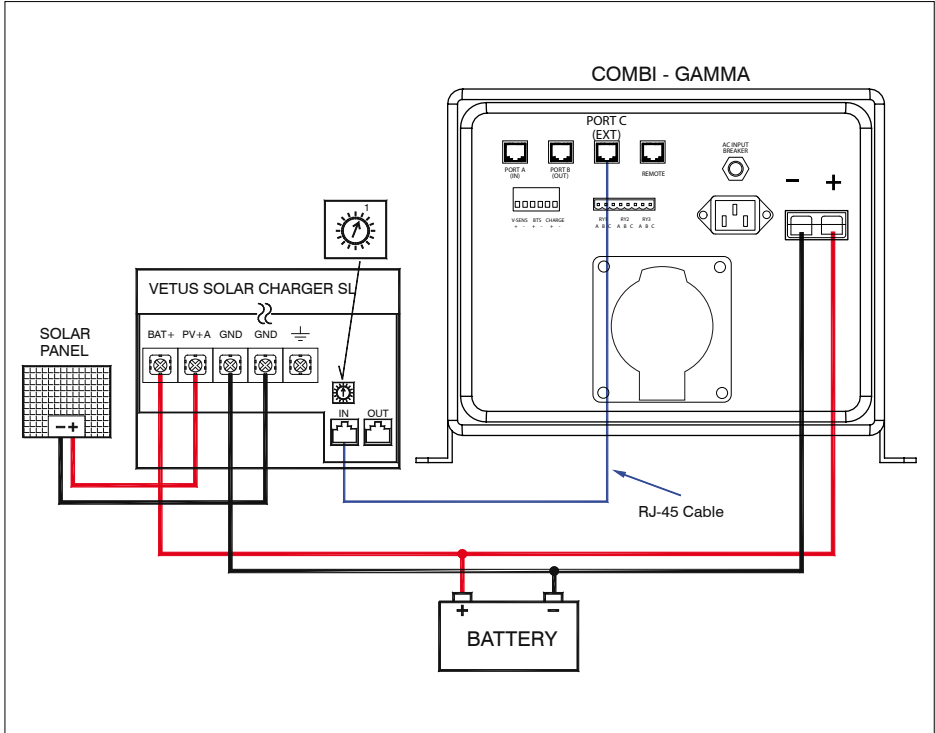 COMBI - GAMMA
PORT C
(EXT)
PORT A
(IN)
PORT B
(OUT)
REMOTE
AC INPUT
BREAKER
- +
V-SENS BTS CHARGE
+ - + - + -
RY1 RY2 RY3
A B C A B C A B C
1
VETUS SOLAR CHARGER SL
BAT+ PV+A GND GND
IN OUT
SOLAR
PANEL
-+
RJ-45 Cable
+ -
BATTERY